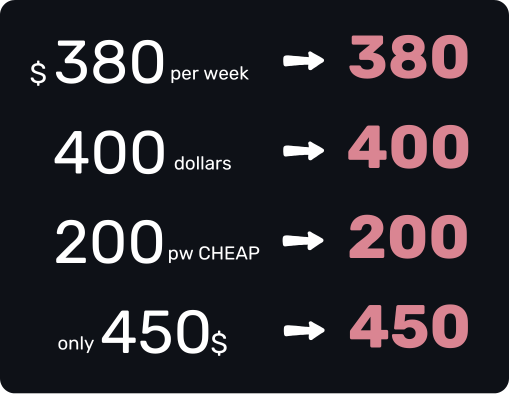 $ 380 per week → 380
400 dollars → 400
200 pw CHEAP → 200
only 450$ → 450